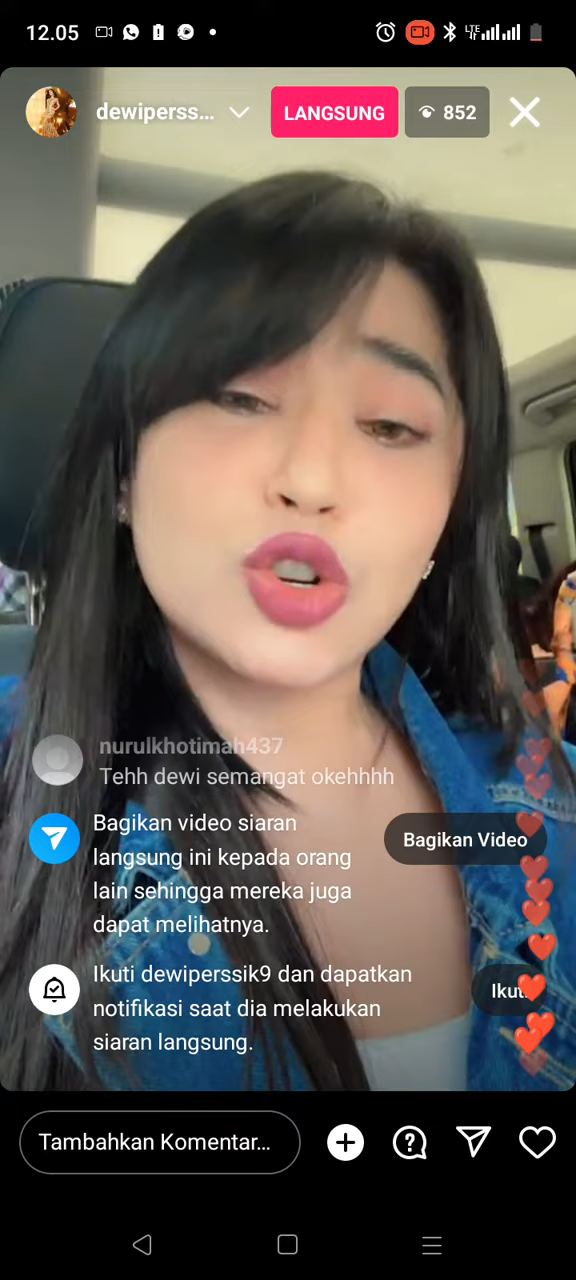 12.05
LTE
dewiperss...
LANGSUNG
852
nurulkhotimah437
Tehh dewi semangat okehhhh
Bagikan video siaran
langsung ini kepada orang
lain sehingga mereka juga
dapat melihatnya.
Bagikan Video
Ikuti dewiperssik9 dan dapatkan
notifikasi saat dia melakukan
siaran langsung.
Ikuti
Tambahkan Komentar...